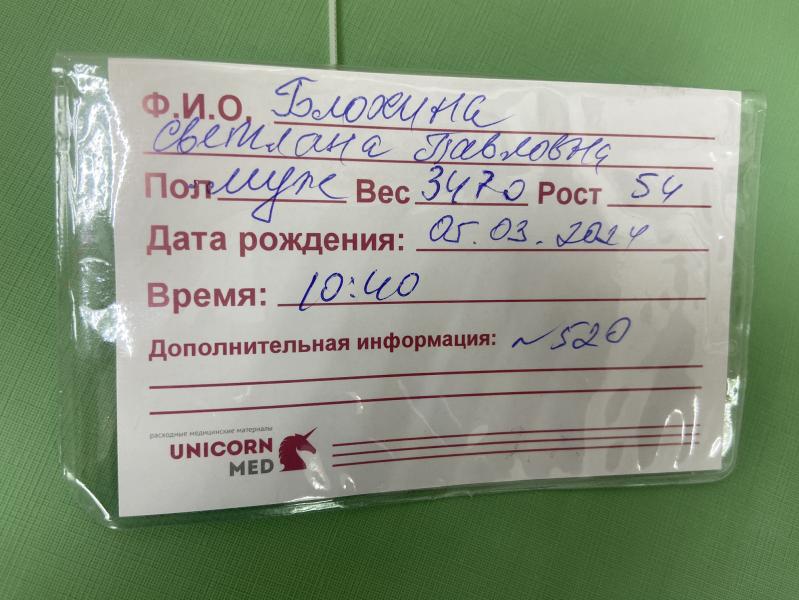 Ф.И.О. Блохина
Светлана Павловна
Пол муж Вес 3470 Рост 54
Дата рождения: 05.03.2024
Время: 10:40
Дополнительная информация: ~520
расходные медицинские материалы
UNICORN
MED